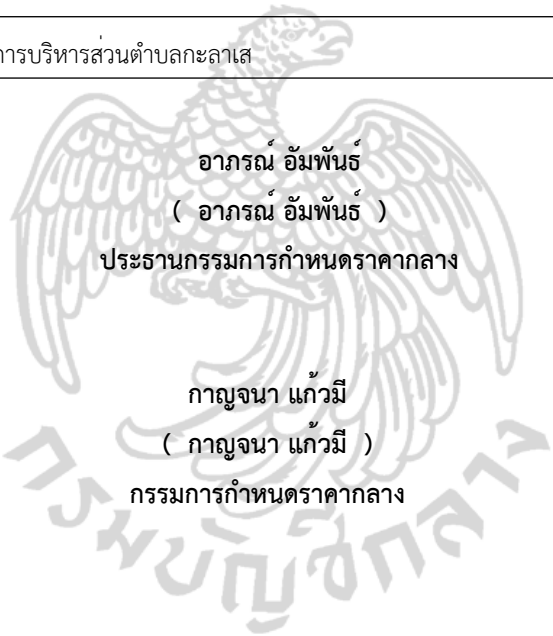 ารบริหารส่วนตำบลกะลาเส
อาภรณ์ อัมพันธ์
( อาภรณ์ อัมพันธ์ )
ประธานกรรมการกำหนดราคากลาง
กาญจนา แก้วมี
( กาญจนา แก้วมี )
กรรมการกำหนดราคากลาง
กรมบัญชีกลาง